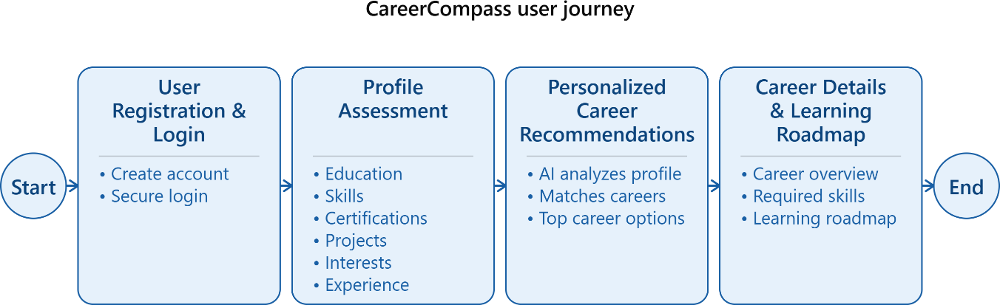 CareerCompass user journey
Start
User
Registration &
Login
• Create account
• Secure login
Profile
Assessment
• Education
• Skills
• Certifications
• Projects
• Interests
• Experience
Personalized
Career
Recommendations
• AI analyzes profile
• Matches careers
• Top career options
Career Details
& Learning
Roadmap
• Career overview
• Required skills
• Learning roadmap
End